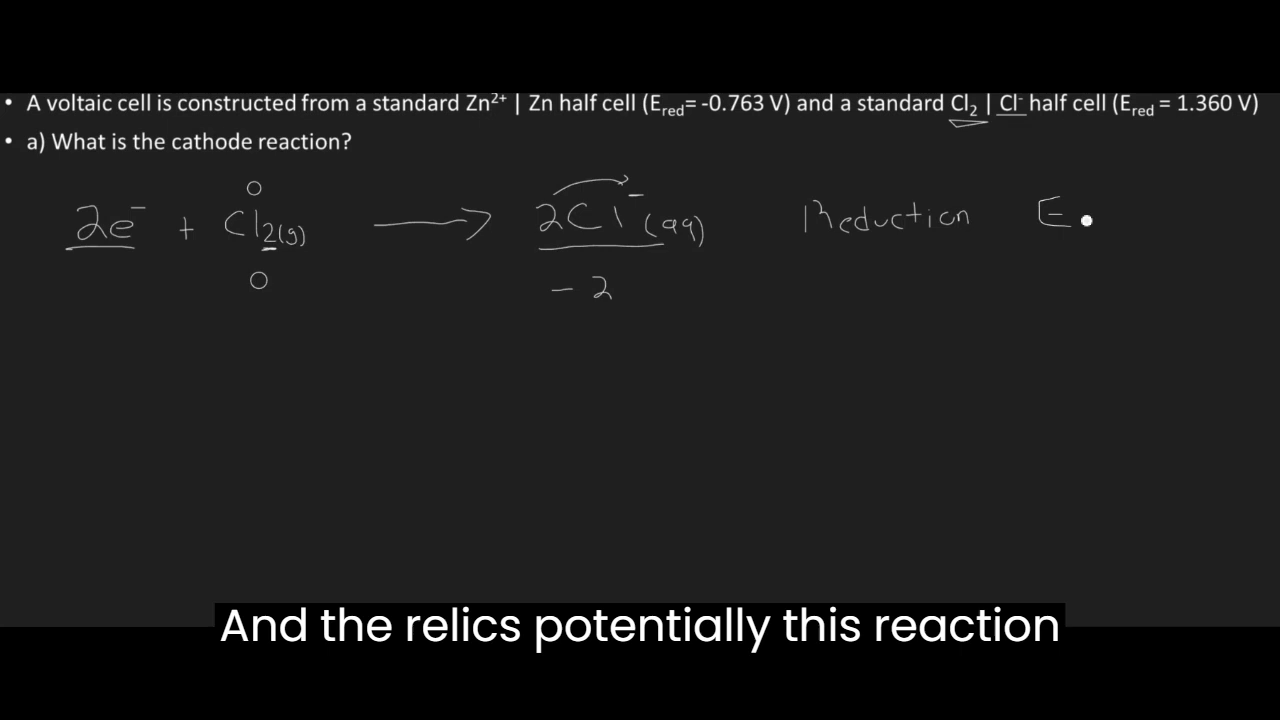 • A voltaic cell is constructed from a standard Zn²⁺ | Zn half cell (Ered= -0.763 V) and a standard Cl₂ | Cl⁻ half cell (Ered = 1.360 V)
• a) What is the cathode reaction?
0
2e⁻ + Cl₂(g) ⟶ 2Cl⁻(aq) Reduction E
0 -2
And the relics potentially this reaction